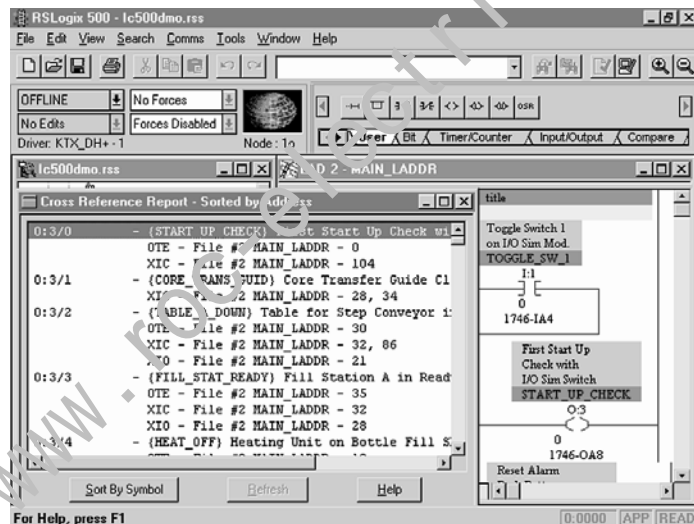 RSLogix 500 - lc500dmo.rss
File Edit View Search Comms Tools Window Help
OFFLINE No Forces
No Edits Forces Disabled
Driver: KTX_DH+ - 1 Node : 1o
User Bit Timer/Counter Input/Output Compare
lc500dmo.rss
LAD 2 - MAIN_LADDR
Cross Reference Report - Sorted by Address
O:3/0 - {START UP CHECK} First Start Up Check wi
OTE - File #2 MAIN_LADDR - 0
XIC - File #2 MAIN_LADDR - 104
O:3/1 - {CORE_TRANS_GUID} Core Transfer Guide Cl
XIC - File #2 MAIN_LADDR - 28, 34
O:3/2 - {TABLE_A_DOWN} Table for Step Conveyor i
OTE - File #2 MAIN_LADDR - 30
XIC - File #2 MAIN_LADDR - 32, 86
XIO - File #2 MAIN_LADDR - 21
O:3/3 - {FILL_STAT_READY} Fill Station A in Read
OTE - File #2 MAIN_LADDR - 35
XIC - File #2 MAIN_LADDR - 32
XIO - File #2 MAIN_LADDR - 28
O:3/4 - {HEAT_OFF} Heating Unit on Bottle Fill S
Sort By Symbol Refresh Help
title
Toggle Switch 1
on I/O Sim Mod.
TOGGLE_SW_1
I:1
0
1746-IA4
First Start Up
Check with
I/O Sim Switch
START_UP_CHECK
O:3
0
1746-OA8
Reset Alarm
For Help, press F1
0:0000 APP READ
www.roc-electri